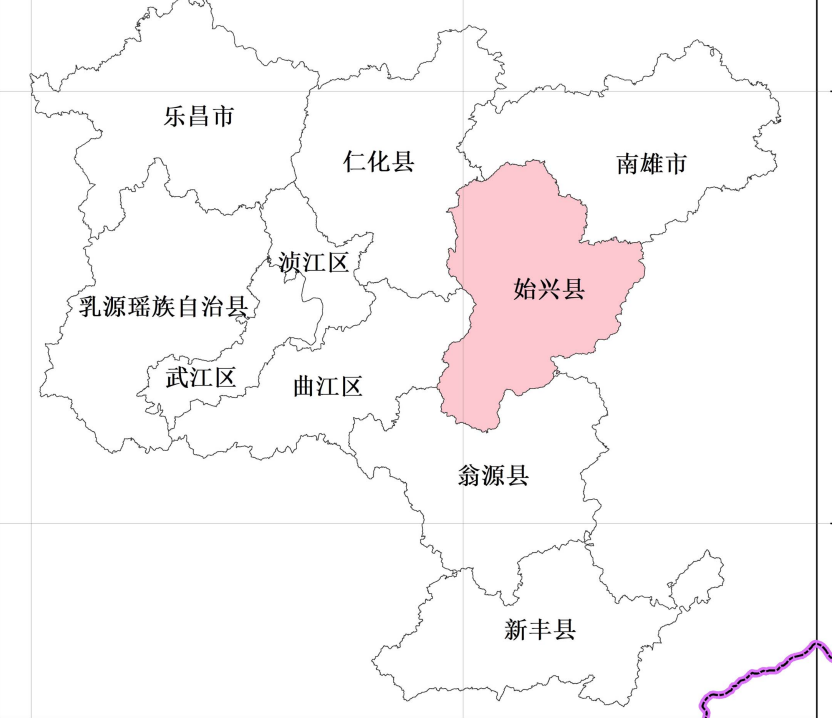 乐昌市
仁化县
南雄市
浈江区
始兴县
乳源瑶族自治县
武江区
曲江区
翁源县
新丰县